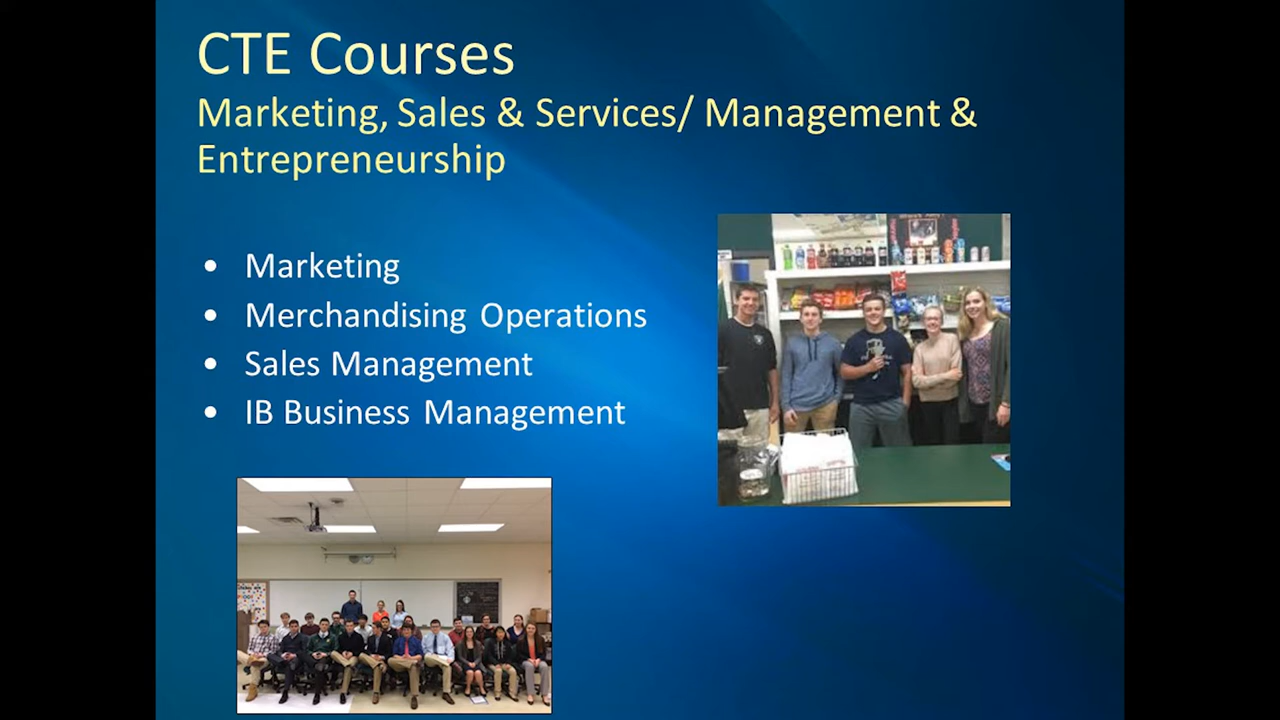 CTE Courses
Marketing, Sales & Services/ Management &
Entrepreneurship
• Marketing
• Merchandising Operations
• Sales Management
• IB Business Management